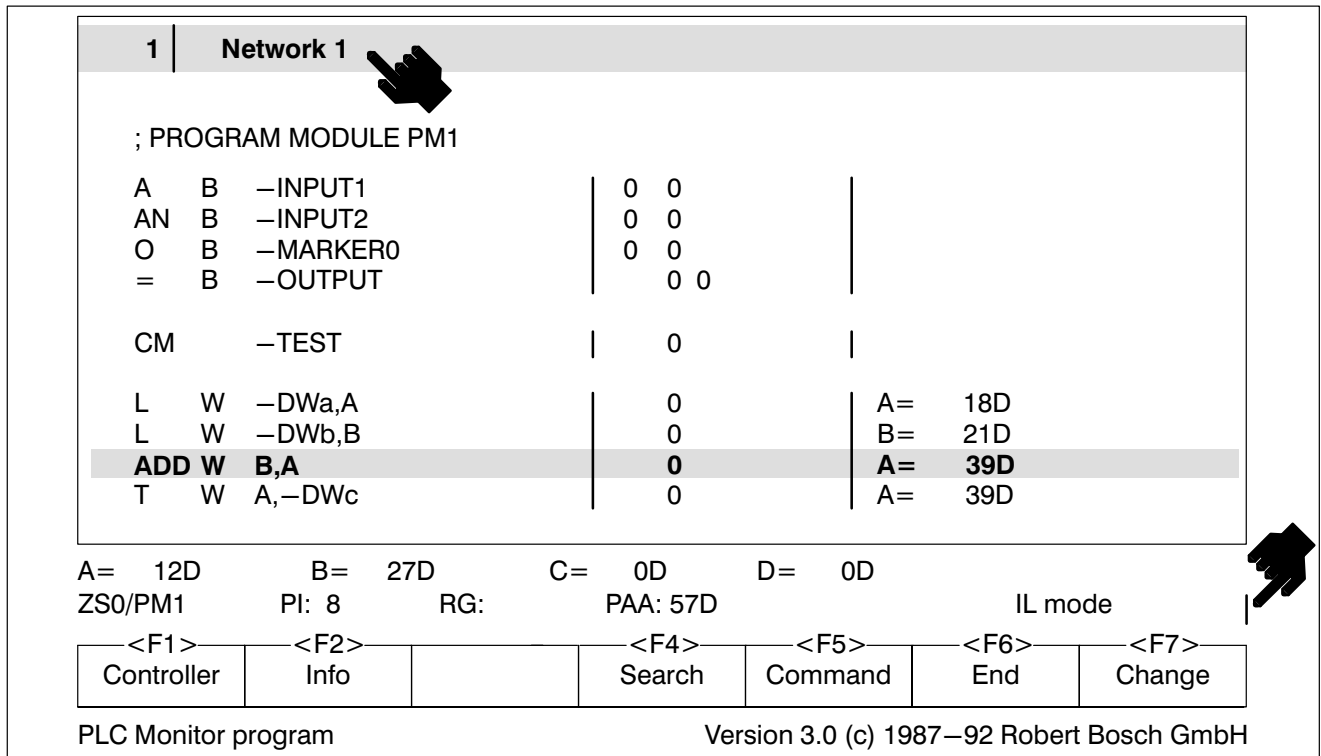 1 Network 1
; PROGRAM MODULE PM1
A B –INPUT1 0 0
AN B –INPUT2 0 0
O B –MARKER0 0 0
= B –OUTPUT 0 0
CM –TEST 0
L W –DWa,A 0 A= 18D
L W –DWb,B 0 B= 21D
ADD W B,A 0 A= 39D
T W A,–DWc 0 A= 39D
A= 12D B= 27D C= 0D D= 0D
ZS0/PM1 PI: 8 RG: PAA: 57D IL mode
<F1> <F2> <F4> <F5> <F6> <F7>
Controller Info Search Command End Change
PLC Monitor program Version 3.0 (c) 1987–92 Robert Bosch GmbH